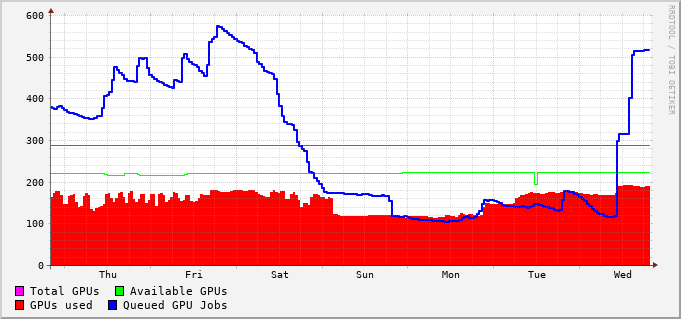 600
500
400
300
200
100
0
Thu Fri Sat Sun Mon Tue Wed
Total GPUs Available GPUs
GPUs used Queued GPU Jobs
RRDTOOL / TOBI OETIKER